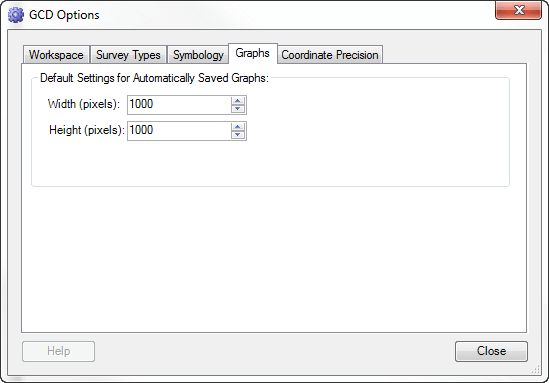 GCD Options
Workspace Survey Types Symbology Graphs Coordinate Precision
Default Settings for Automatically Saved Graphs:
Width (pixels): 1000
Height (pixels): 1000
Help Close